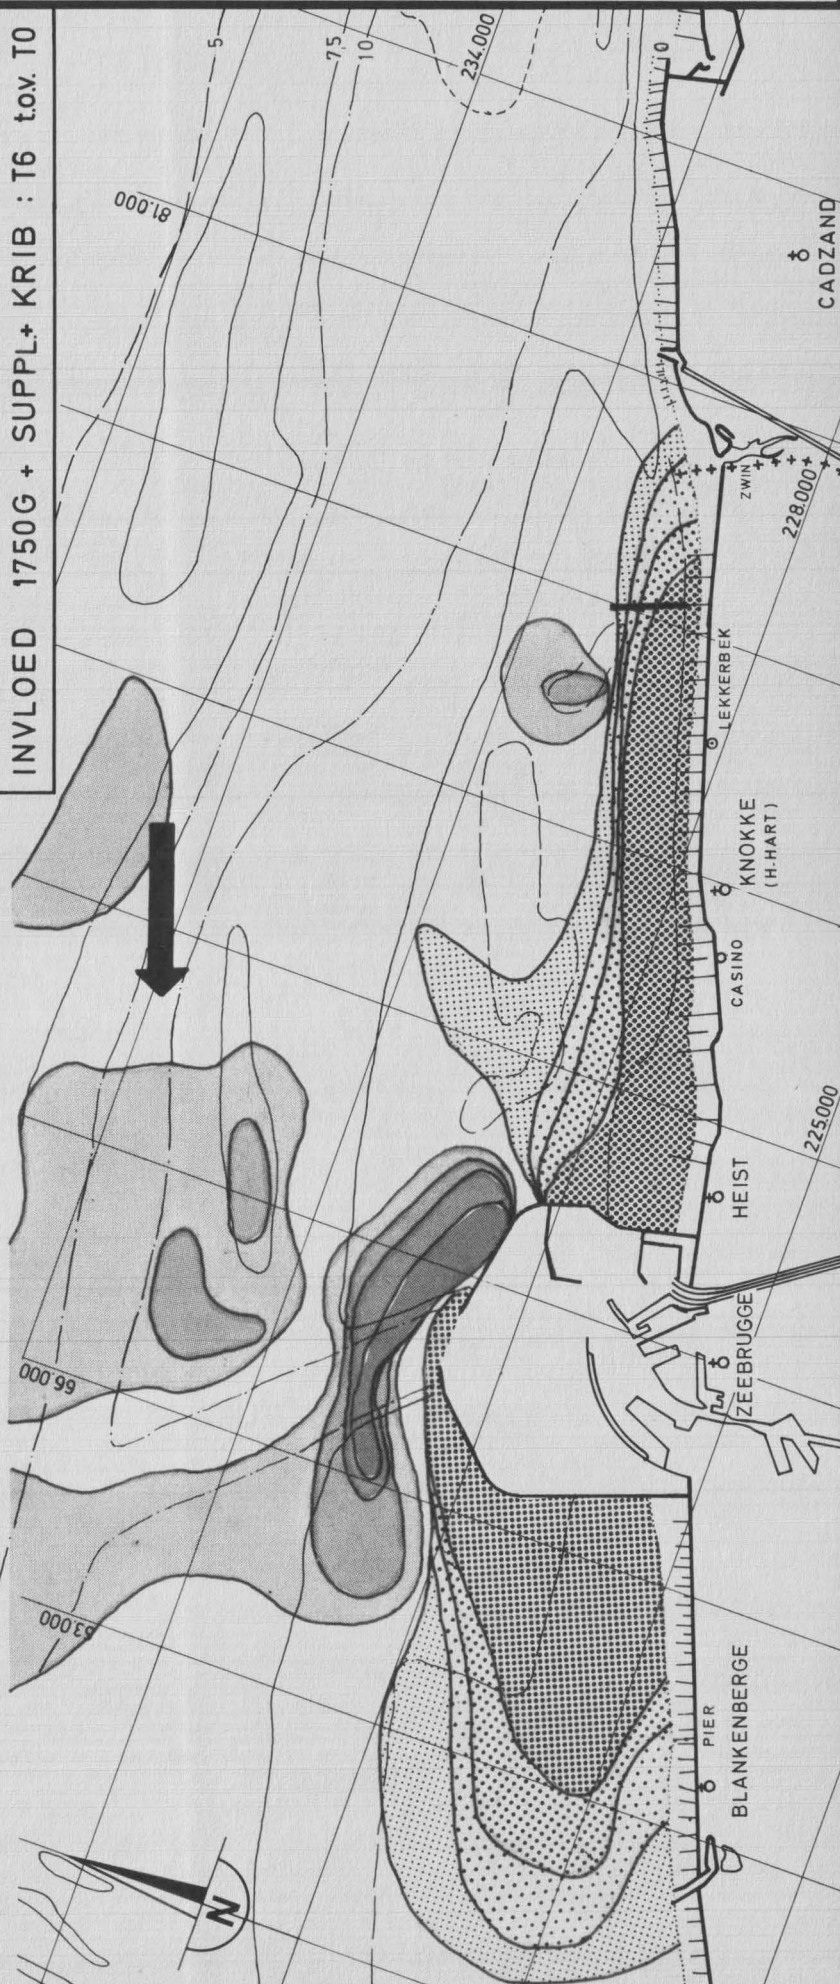 INVLOED 1750G + SUPPL.+ KRIB : T6 t.o.v. T0
5
7,5
10
234.000
0
81.000
CADZAND
ZWIN
228.000
LEKKERBEK
KNOKKE
(H.HART)
CASINO
225.000
HEIST
ZEEBRUGGE
66.000
63.000
PIER
BLANKENBERGE
N